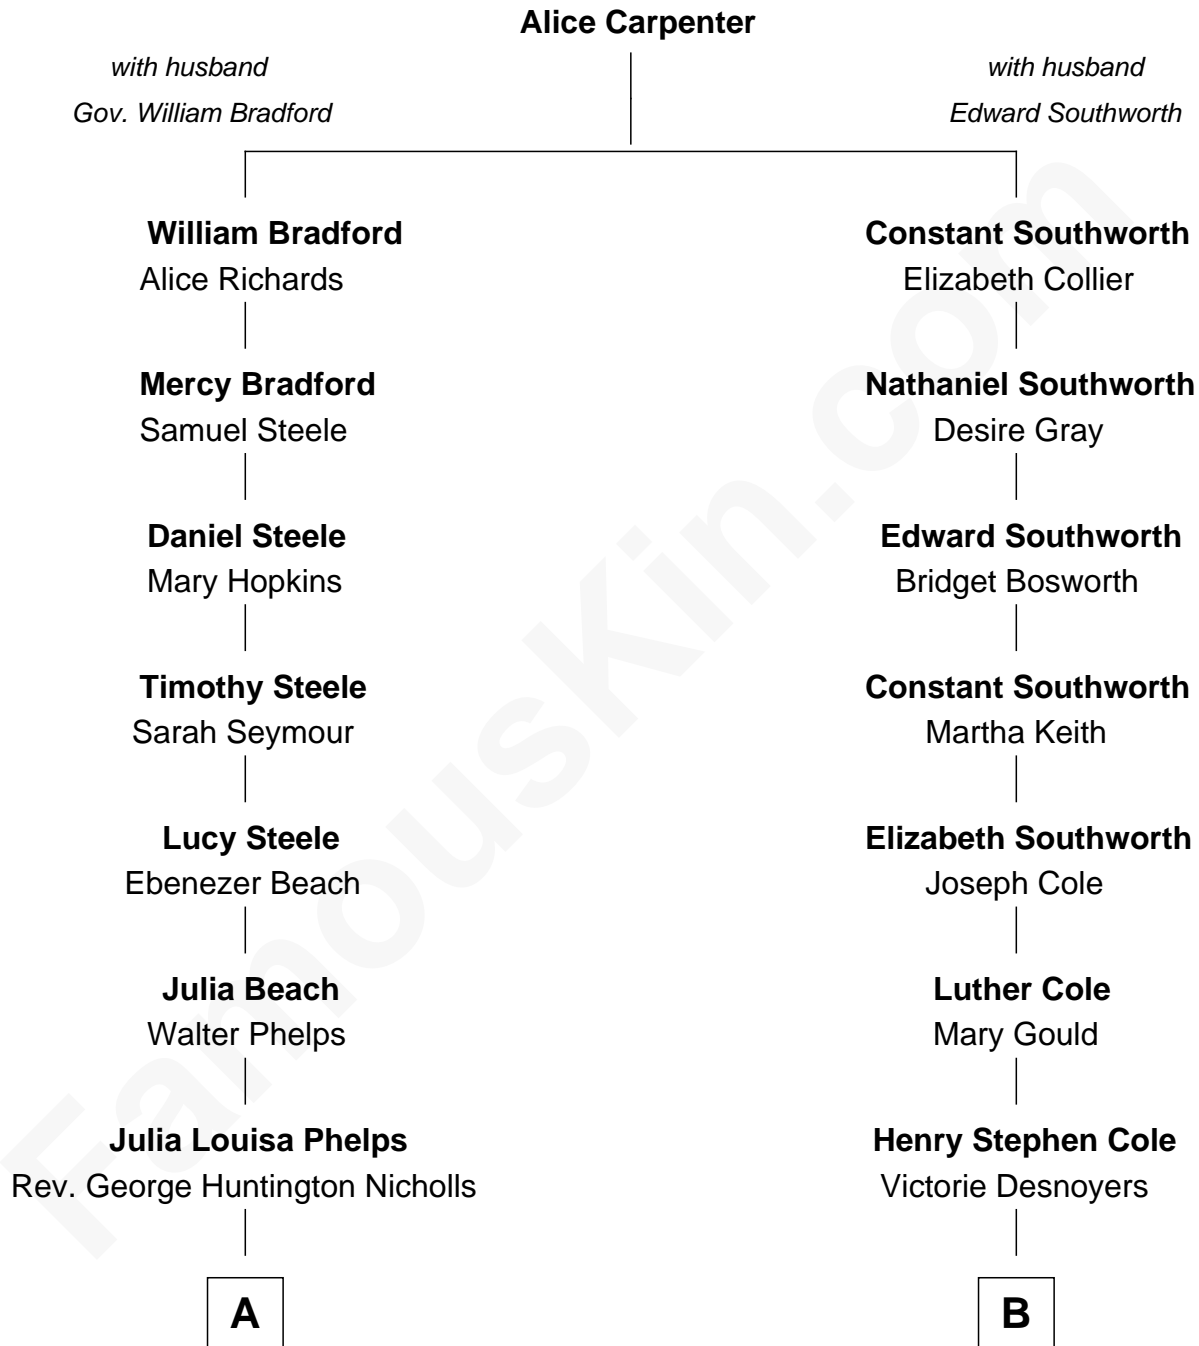 Alice Carpenter
with husband
Gov. William Bradford
with husband
Edward Southworth
William Bradford
Alice Richards
Constant Southworth
Elizabeth Collier
Mercy Bradford
Samuel Steele
Nathaniel Southworth
Desire Gray
Daniel Steele
Mary Hopkins
Edward Southworth
Bridget Bosworth
Timothy Steele
Sarah Seymour
Constant Southworth
Martha Keith
Lucy Steele
Ebenezer Beach
Elizabeth Southworth
Joseph Cole
Julia Beach
Walter Phelps
Luther Cole
Mary Gould
Julia Louisa Phelps
Rev. George Huntington Nicholls
Henry Stephen Cole
Victorie Desnoyers
A
B
FamousKin.com